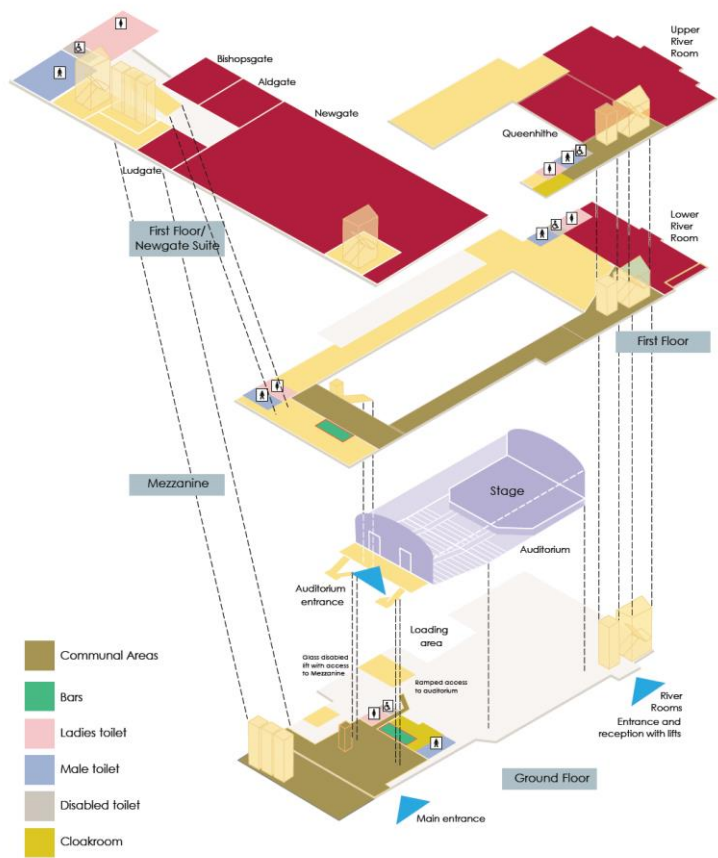 Bishopsgate
Aldgate
Newgate
Ludgate
First Floor/
Newgate Suite
Upper
River
Room
Queenhithe
Lower
River
Room
First Floor
Mezzanine
Stage
Auditorium
Auditorium
entrance
Loading
area
Glass disabled
lift with access
to Mezzanine
Ramped access
to auditorium
River
Rooms
Entrance and
reception with lifts
Ground Floor
Main entrance
Communal Areas
Bars
Ladies toilet
Male toilet
Disabled toilet
Cloakroom